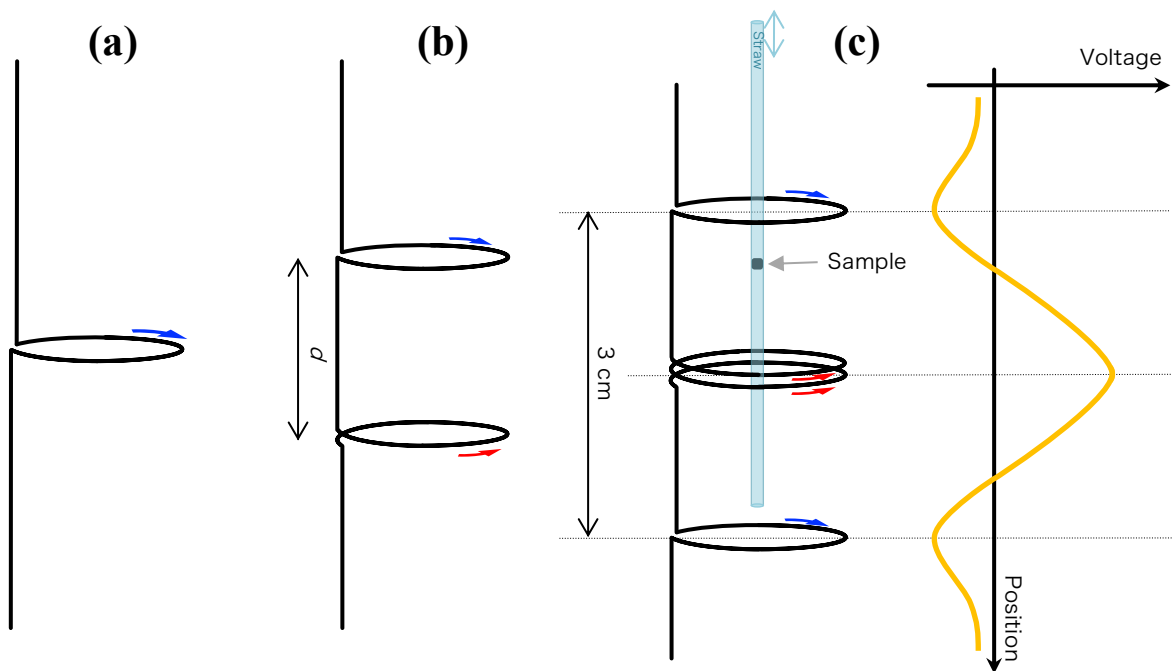 (a)
(b)
(c)
Straw
Voltage
Sample
d
3 cm
Position